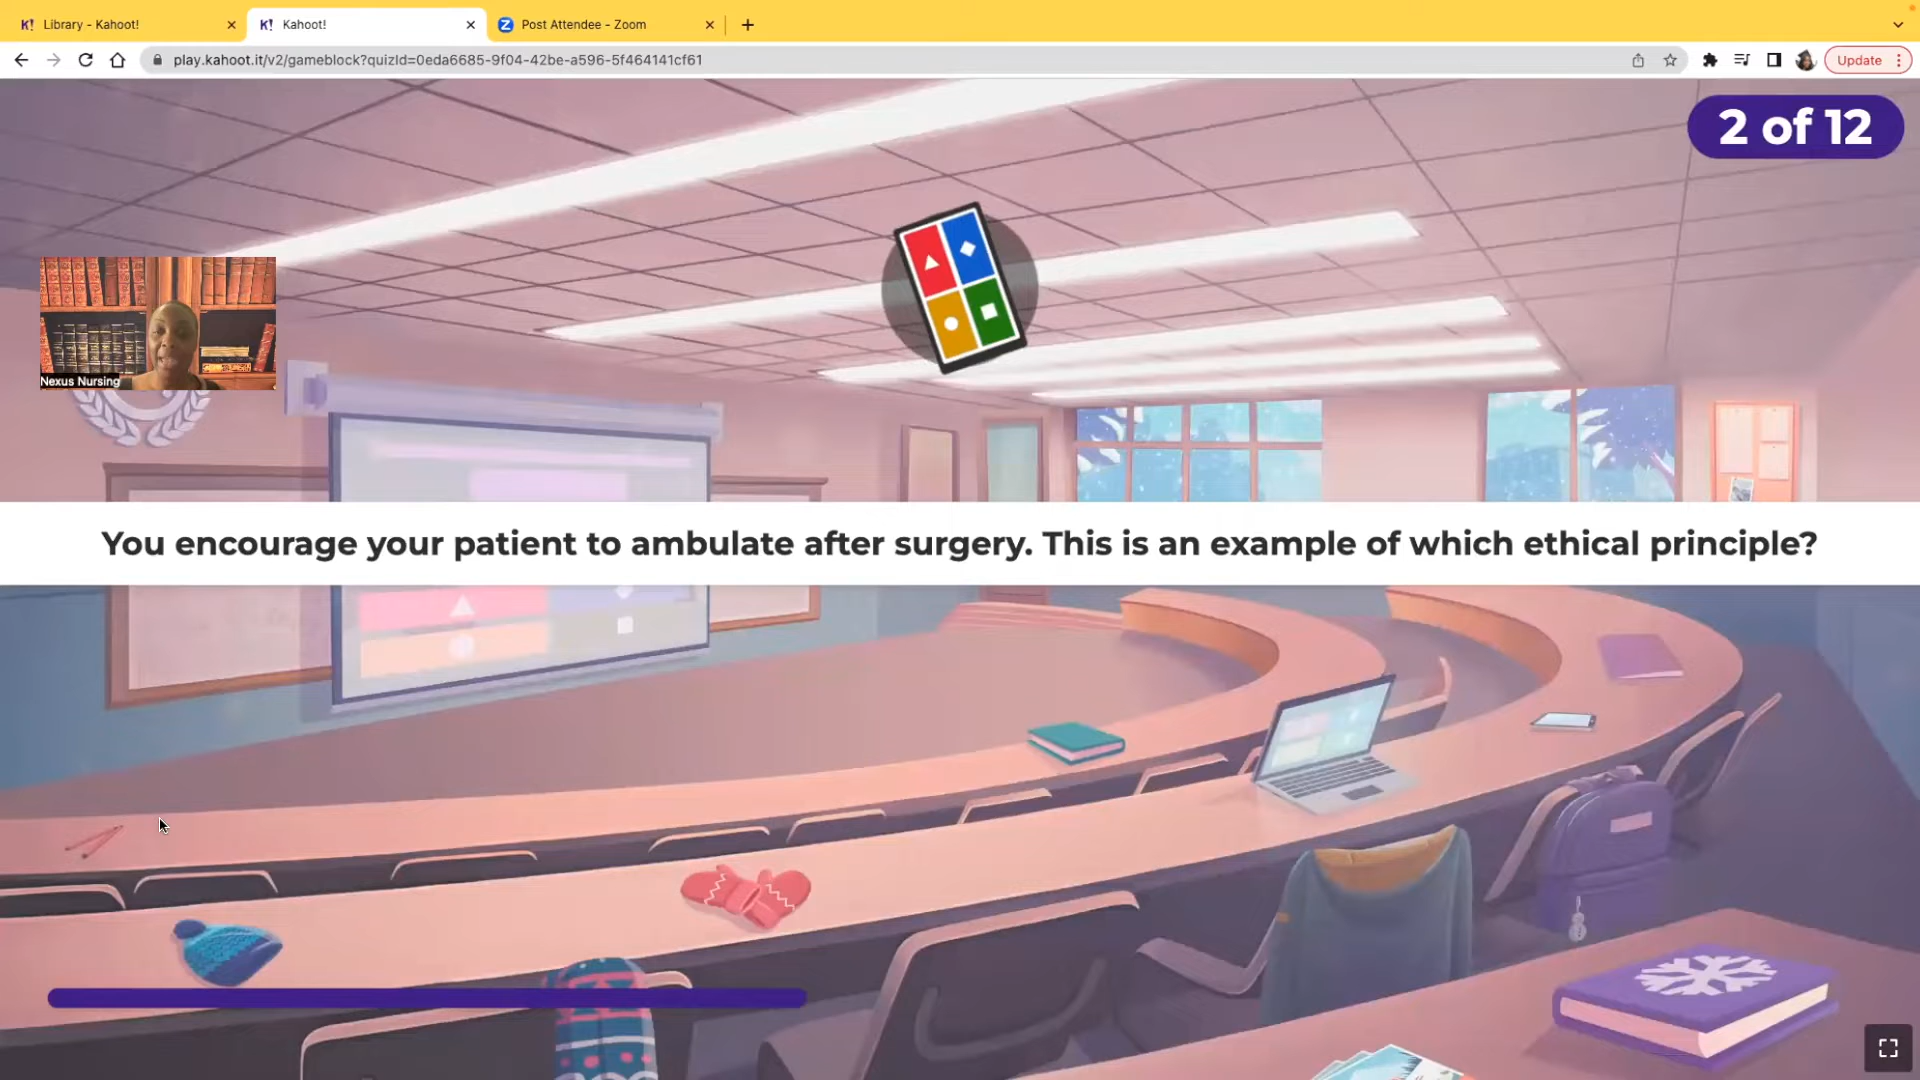 Library - Kahoot!
Kahoot!
Post Attendee - Zoom
play.kahoot.it/v2/gameblock?quizId=0eda6685-9f04-42be-a596-5f464141cf61
Update
2 of 12
Nexus Nursing
You encourage your patient to ambulate after surgery. This is an example of which ethical principle?